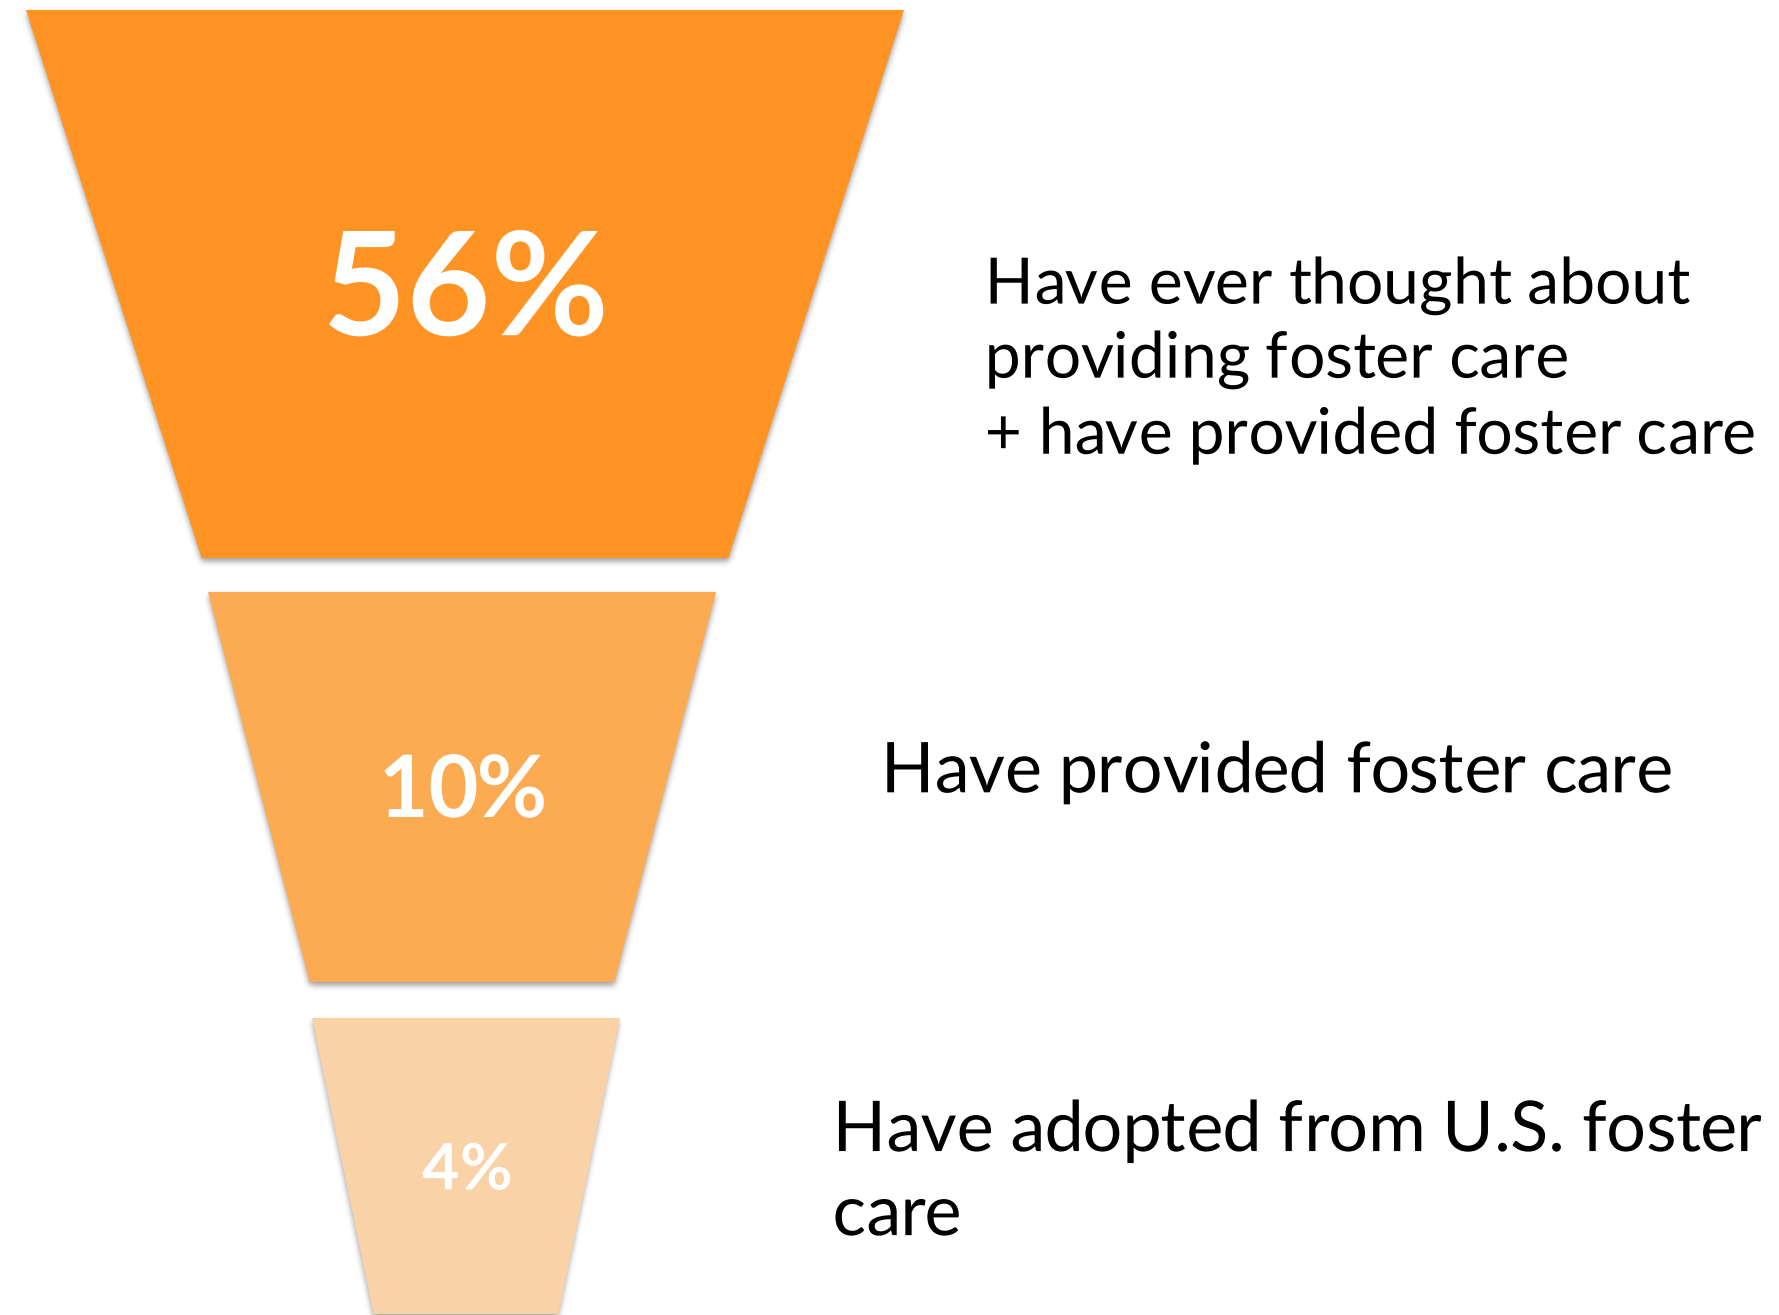 56%
Have ever thought about
providing foster care
+ have provided foster care
10%
Have provided foster care
4%
Have adopted from U.S. foster
care